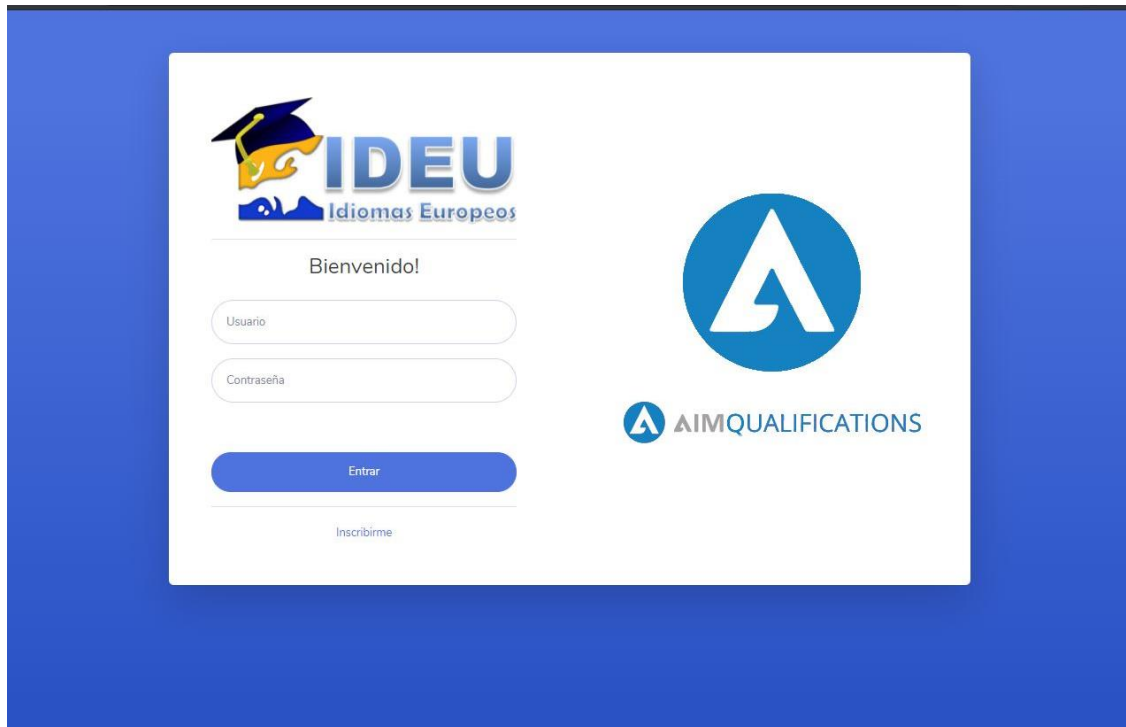 IDEU
Idiomas Europeos
Bienvenido!
Usuario
Contraseña
Entrar
Inscribirme
AIMQUALIFICATIONS